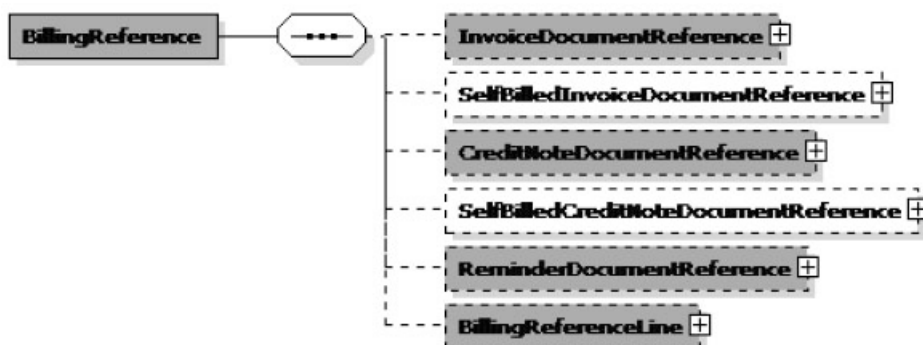 BillingReference
InvoiceDocumentReference
SelfBilledInvoiceDocumentReference
CreditNoteDocumentReference
SelfBilledCreditNoteDocumentReference
ReminderDocumentReference
BillingReferenceLine